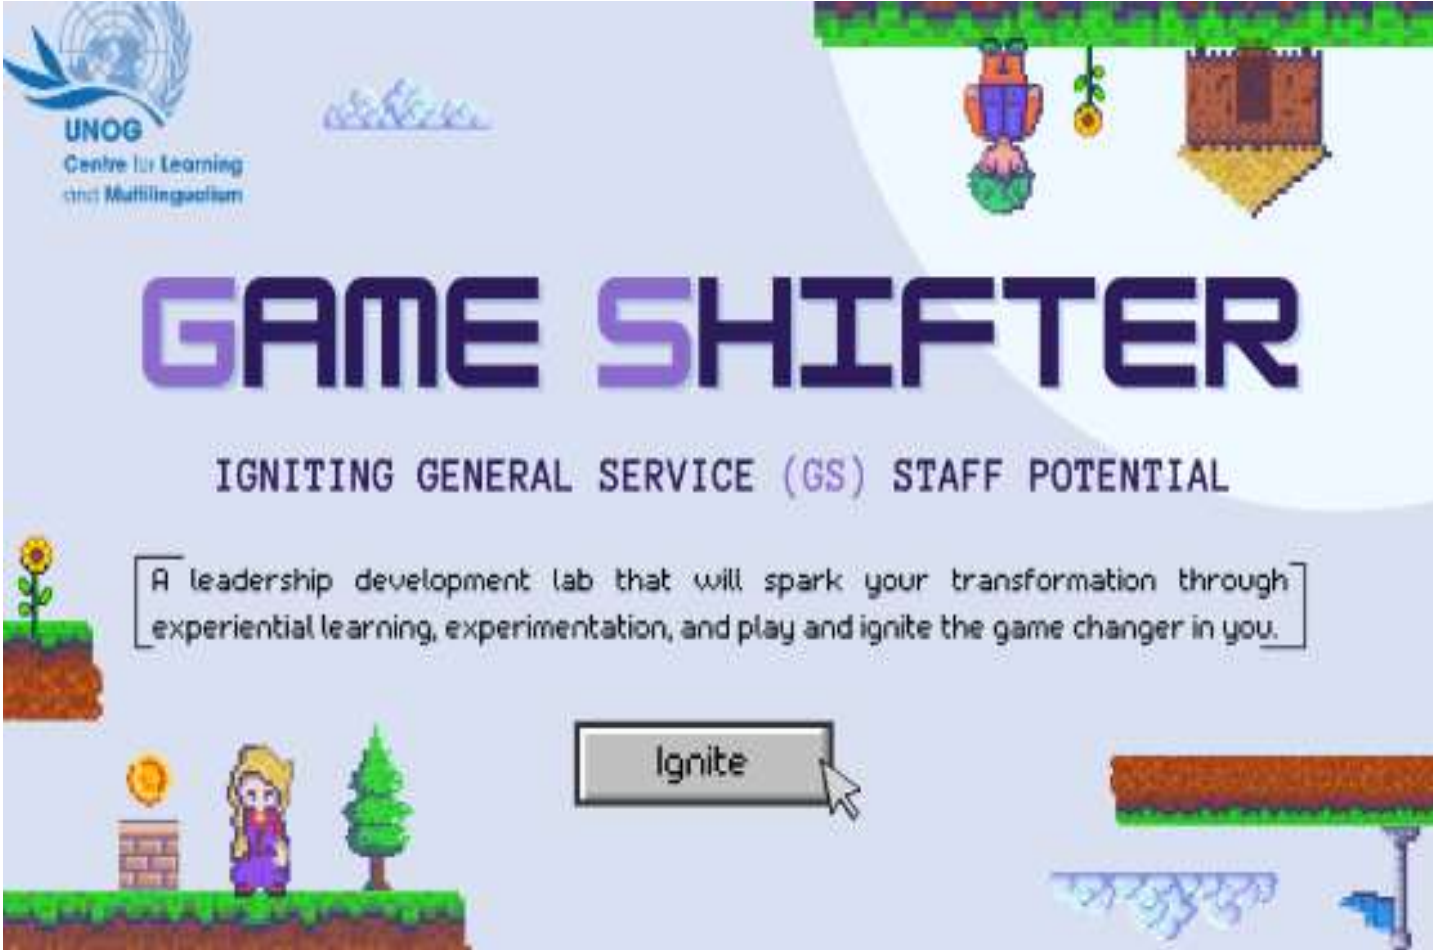 UNOG
Centre for Learning
and Multilingualism
GAME SHIFTER
IGNITING GENERAL SERVICE (GS) STAFF POTENTIAL
A leadership development lab that will spark your transformation through
experiential learning, experimentation, and play and ignite the game changer in you.
Ignite